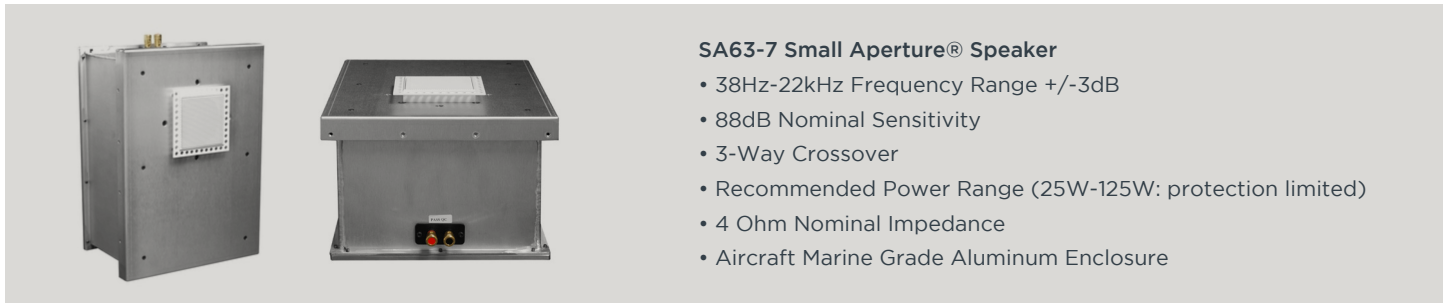 SA63-7 Small Aperture® Speaker
• 38Hz-22kHz Frequency Range +/-3dB
• 88dB Nominal Sensitivity
• 3-Way Crossover
• Recommended Power Range (25W-125W: protection limited)
• 4 Ohm Nominal Impedance
• Aircraft Marine Grade Aluminum Enclosure